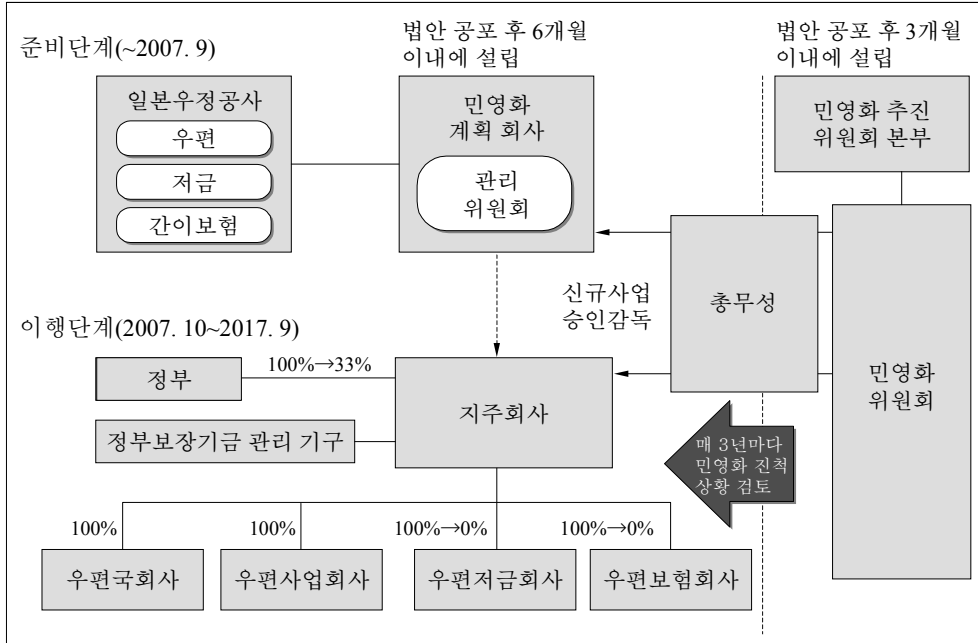 준비단계(~2007. 9)
법안 공포 후 6개월
이내에 설립
법안 공포 후 3개월
이내에 설립
일본우정공사
우편
저금
간이보험
민영화
계획 회사
관리
위원회
민영화 추진
위원회 본부
신규사업
승인감독
총무성
민영화
위원회
이행단계(2007. 10~2017. 9)
정부
100%→33%
지주회사
정부보장기금 관리 기구
매 3년마다
민영화 진척
상황 검토
100%
100%
100%→0%
100%→0%
우편국회사
우편사업회사
우편저금회사
우편보험회사